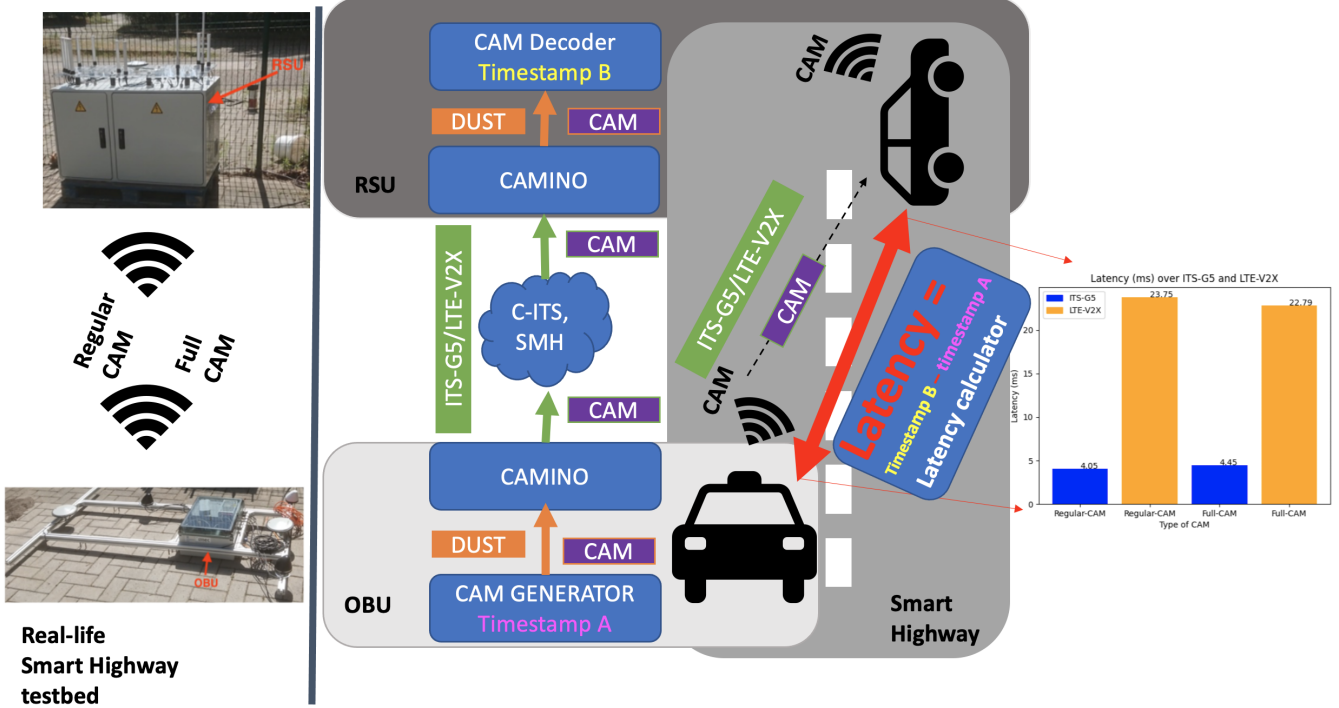 RSU
Regular
CAM
Full
CAM
OBU
Real-life
Smart Highway
testbed
CAM Decoder
Timestamp B
DUST
CAM
CAMINO
RSU
CAM
ITS-G5/LTE-V2X
C-ITS,
SMH
CAM
CAMINO
DUST
CAM
OBU
CAM GENERATOR
Timestamp A
CAM
ITS-G5/LTE-V2X
CAM
CAM
Latency =
Timestamp B – timestamp A
Latency calculator
Smart
Highway
Latency (ms) over ITS-G5 and LTE-V2X
ITS-G5
LTE-V2X
23.75
22.79
4.05
4.45
20
15
10
5
0
Latency (ms)
Regular-CAM
Regular-CAM
Full-CAM
Full-CAM
Type of CAM